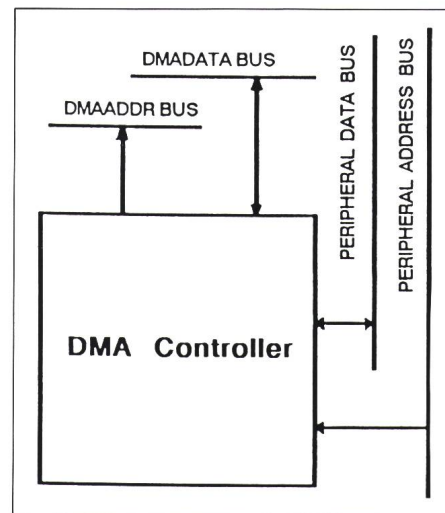 DMADATA BUS
DMAADDR BUS
PERIPHERAL DATA BUS
PERIPHERAL ADDRESS BUS
DMA Controller